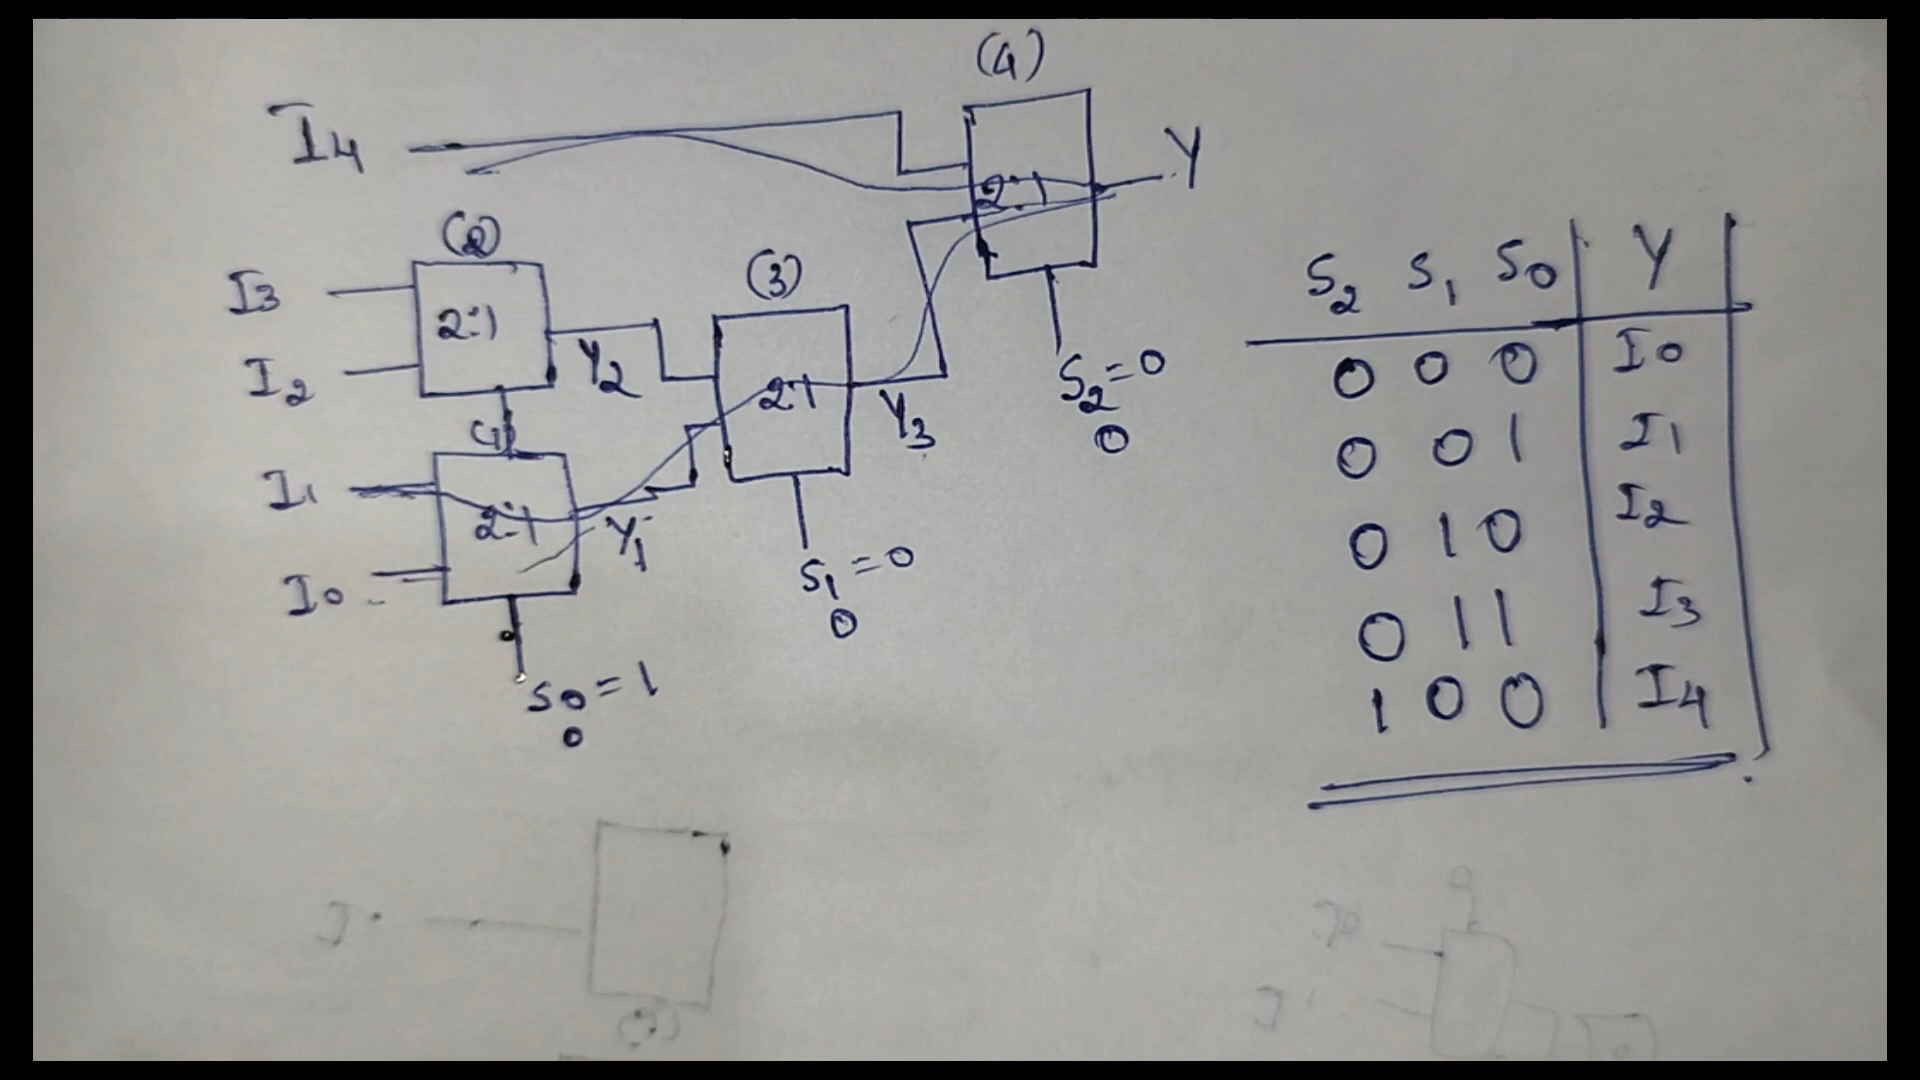 (4)
I4
Y
2:1
(2)
I3
2:1
(3)
I2
Y2
2:1
Y3
S2=0
0
(1)
I1
2:1
Y1
I0
S1=0
0
S0=1
0
S2 S1 S0 Y
0 0 0 I0
0 0 1 I1
0 1 0 I2
0 1 1 I3
1 0 0 I4